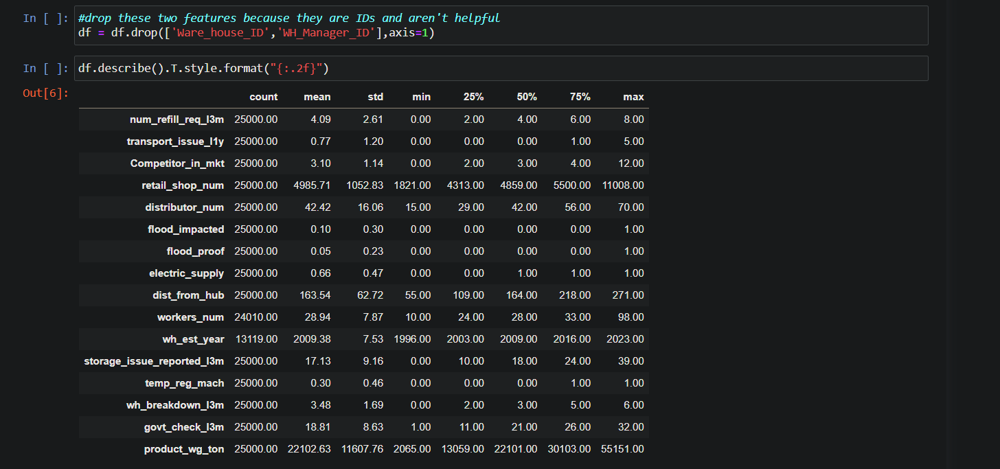 In [ ]: #drop these two features because they are IDs and aren't helpful
df = df.drop(['Ware_house_ID','WH_Manager_ID'],axis=1)
In [ ]: df.describe().T.style.format("{:.2f}")
Out[6]:
count mean std min 25% 50% 75% max
num_refill_req_l3m 25000.00 4.09 2.61 0.00 2.00 4.00 6.00 8.00
transport_issue_l1y 25000.00 0.77 1.20 0.00 0.00 0.00 1.00 5.00
Competitor_in_mkt 25000.00 3.10 1.14 0.00 2.00 3.00 4.00 12.00
retail_shop_num 25000.00 4985.71 1052.83 1821.00 4313.00 4859.00 5500.00 11008.00
distributor_num 25000.00 42.42 16.06 15.00 29.00 42.00 56.00 70.00
flood_impacted 25000.00 0.10 0.30 0.00 0.00 0.00 0.00 1.00
flood_proof 25000.00 0.05 0.23 0.00 0.00 0.00 0.00 1.00
electric_supply 25000.00 0.66 0.47 0.00 0.00 1.00 1.00 1.00
dist_from_hub 25000.00 163.54 62.72 55.00 109.00 164.00 218.00 271.00
workers_num 24010.00 28.94 7.87 10.00 24.00 28.00 33.00 98.00
wh_est_year 13119.00 2009.38 7.53 1996.00 2003.00 2009.00 2016.00 2023.00
storage_issue_reported_l3m 25000.00 17.13 9.16 0.00 10.00 18.00 24.00 39.00
temp_reg_mach 25000.00 0.30 0.46 0.00 0.00 0.00 1.00 1.00
wh_breakdown_l3m 25000.00 3.48 1.69 0.00 2.00 3.00 5.00 6.00
govt_check_l3m 25000.00 18.81 8.63 1.00 11.00 21.00 26.00 32.00
product_wg_ton 25000.00 22102.63 11607.76 2065.00 13059.00 22101.00 30103.00 55151.00